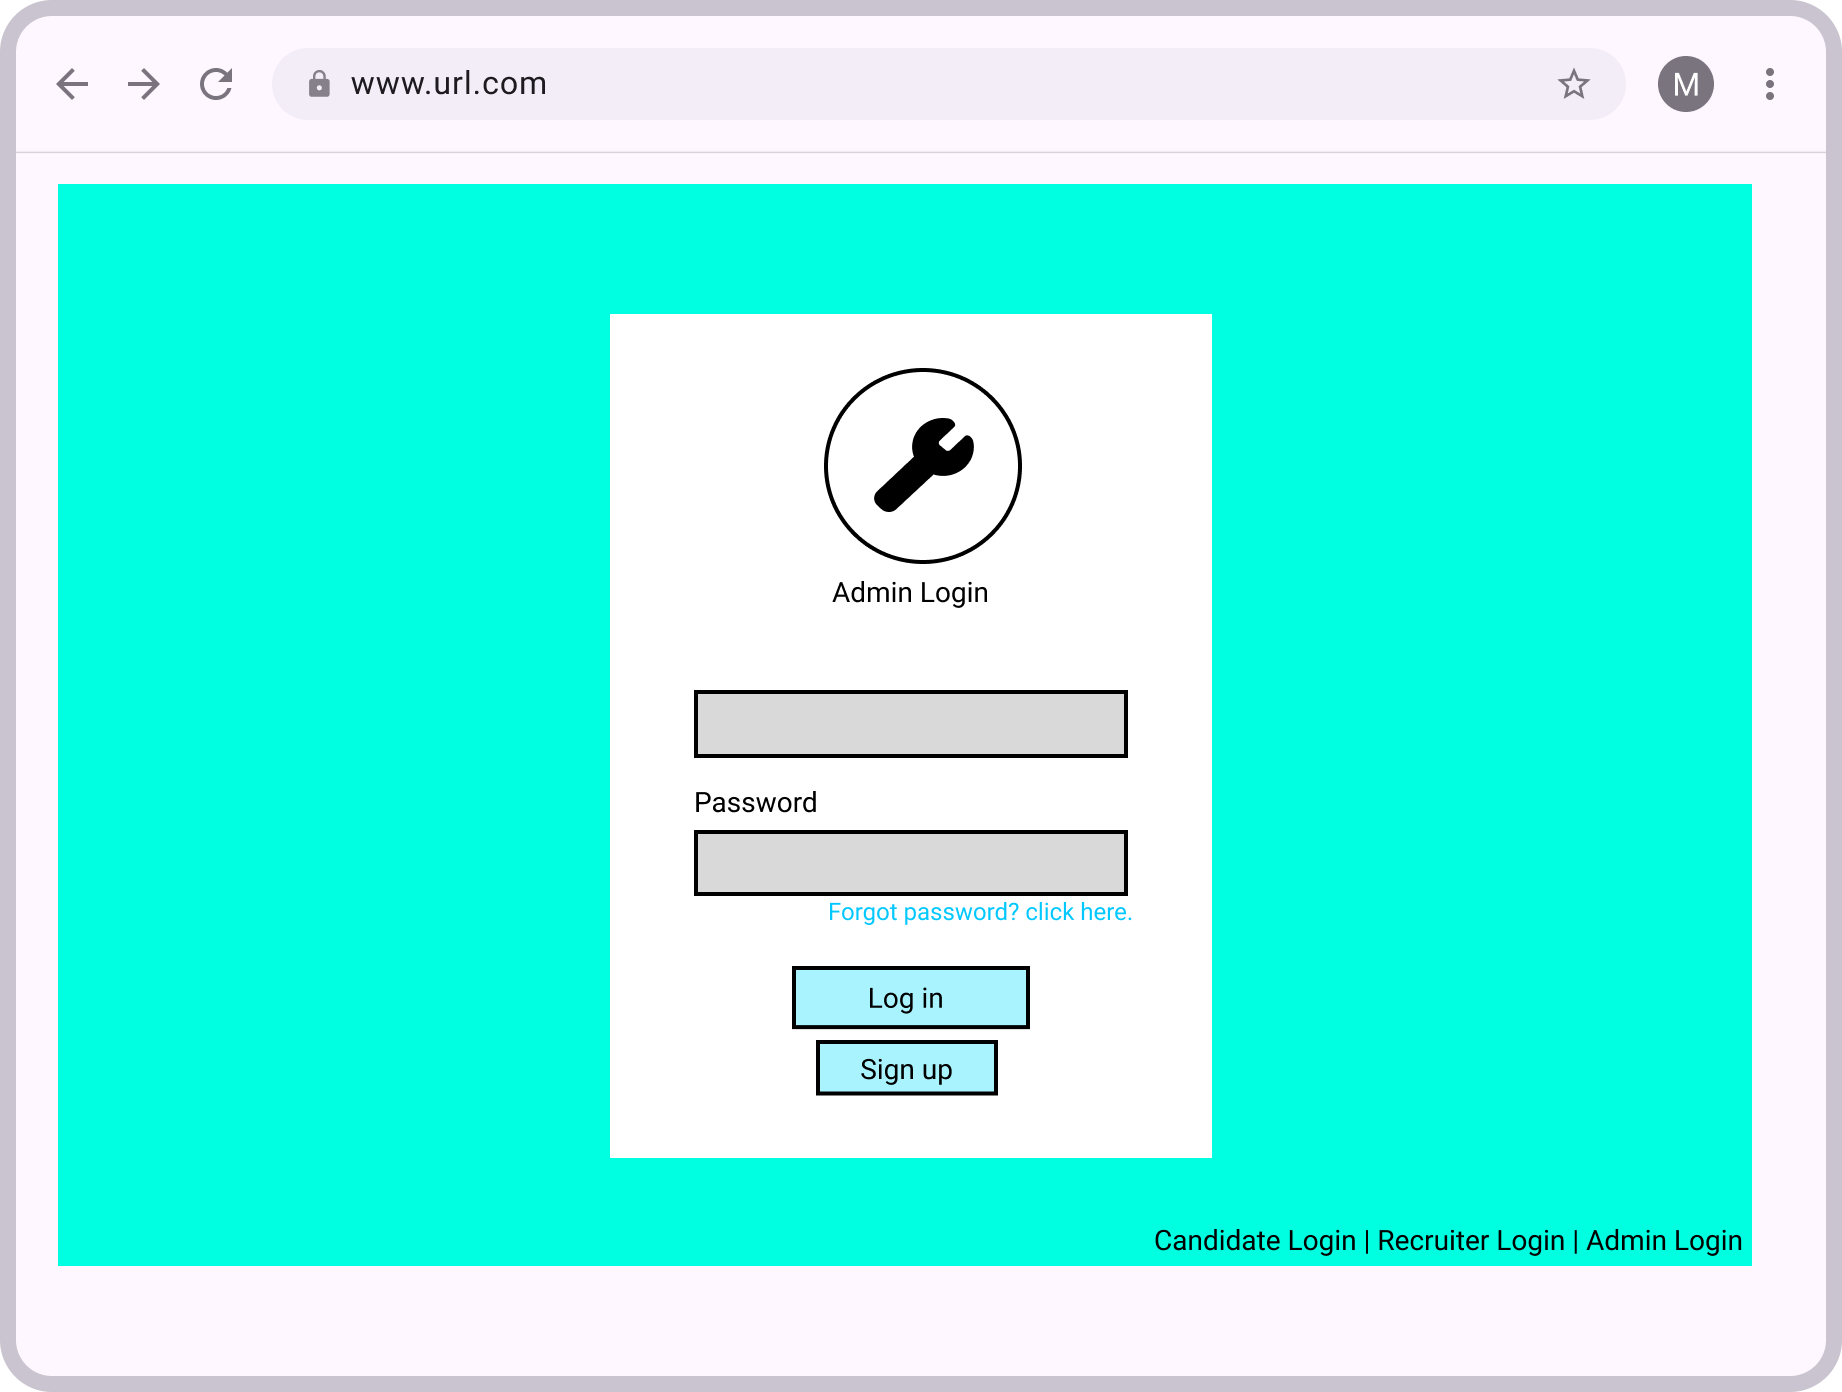 www.url.com
M
Admin Login
Password
Forgot password? click here.
Log in
Sign up
Candidate Login | Recruiter Login | Admin Login